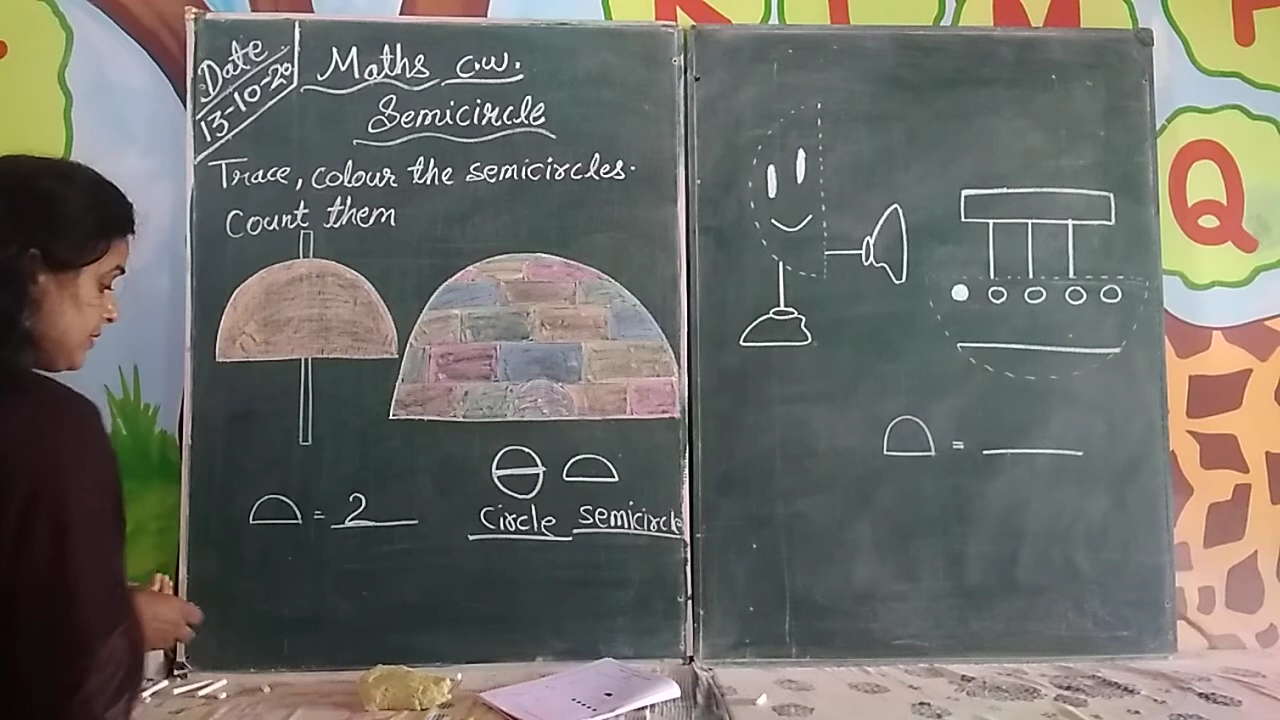 Date
13-10-20
Maths c.w.
Semicircle
Trace, colour the semicircles.
Count them
= 2
Circle semicircle
=
Q